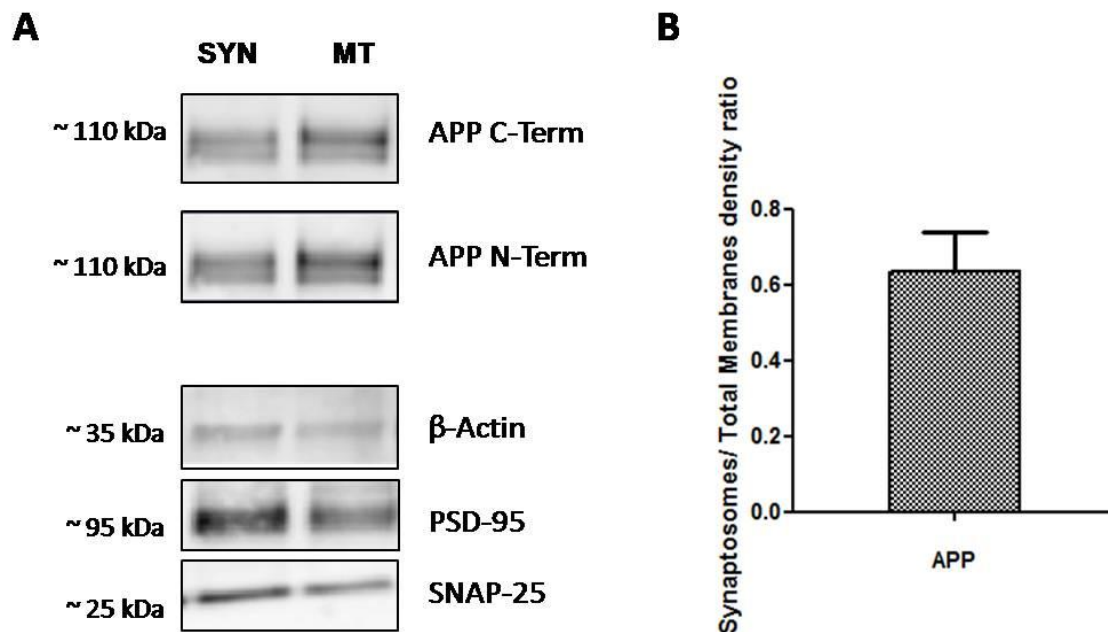 A
SYN MT
~ 110 kDa APP C-Term
~ 110 kDa APP N-Term
~ 35 kDa β-Actin
~ 95 kDa PSD-95
~ 25 kDa SNAP-25
B
Synaptosomes/ Total Membranes density ratio
0.8
0.6
0.4
0.2
0.0
APP